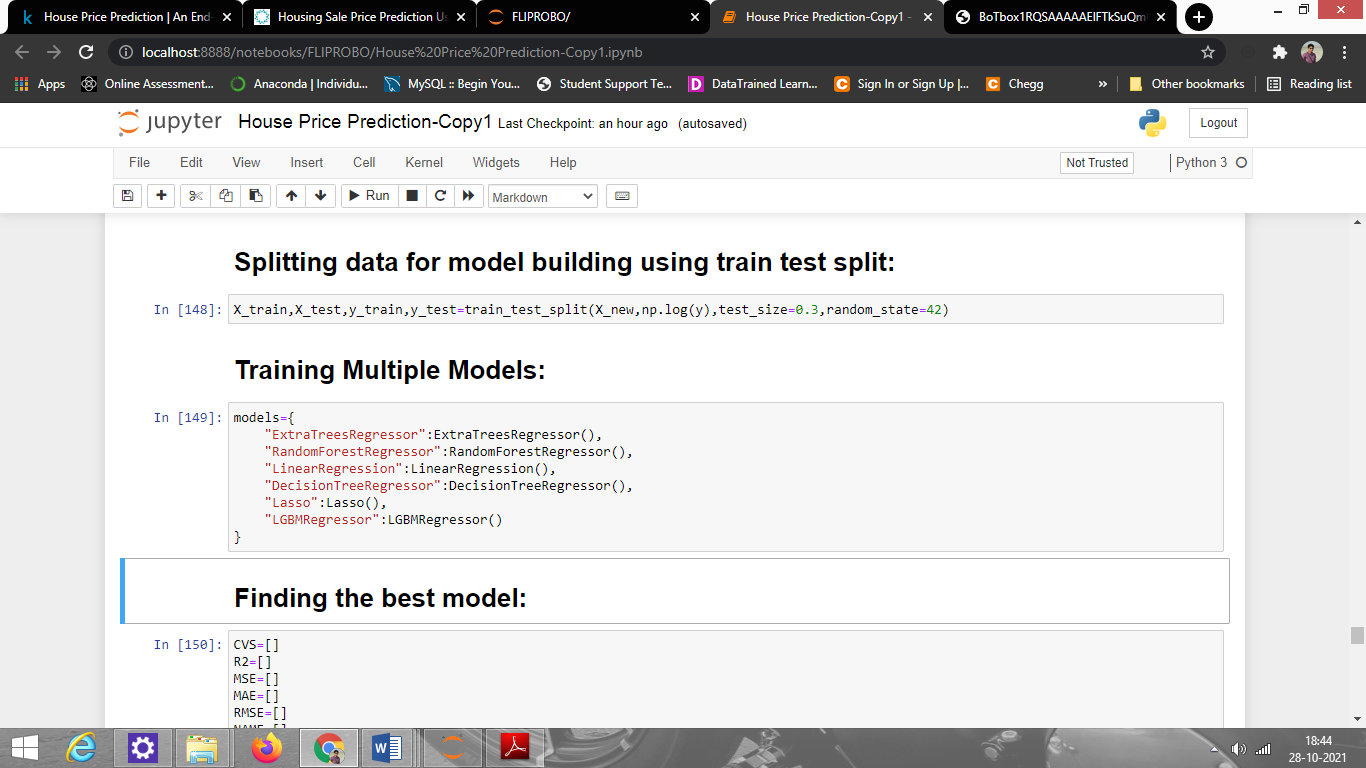 House Price Prediction | An End
Housing Sale Price Prediction Us
FLIPROBO/
House Price Prediction-Copy1 -
BoTbox1RQSAAAAAElFTkSuQm
localhost:8888/notebooks/FLIPROBO/House%20Price%20Prediction-Copy1.ipynb
Apps Online Assessment... Anaconda | Individu... MySQL :: Begin You... Student Support Te... DataTrained Learn... Sign In or Sign Up |... Chegg » Other bookmarks Reading list
jupyter House Price Prediction-Copy1 Last Checkpoint: an hour ago (autosaved) Logout
File Edit View Insert Cell Kernel Widgets Help Not Trusted Python 3
Run Markdown
Splitting data for model building using train test split:
In [148]: X_train,X_test,y_train,y_test=train_test_split(X_new,np.log(y),test_size=0.3,random_state=42)
Training Multiple Models:
In [149]: models={
"ExtraTreesRegressor":ExtraTreesRegressor(),
"RandomForestRegressor":RandomForestRegressor(),
"LinearRegression":LinearRegression(),
"DecisionTreeRegressor":DecisionTreeRegressor(),
"Lasso":Lasso(),
"LGBMRegressor":LGBMRegressor()
}
Finding the best model:
In [150]: CVS=[]
R2=[]
MSE=[]
MAE=[]
RMSE=[]
18:44
28-10-2021